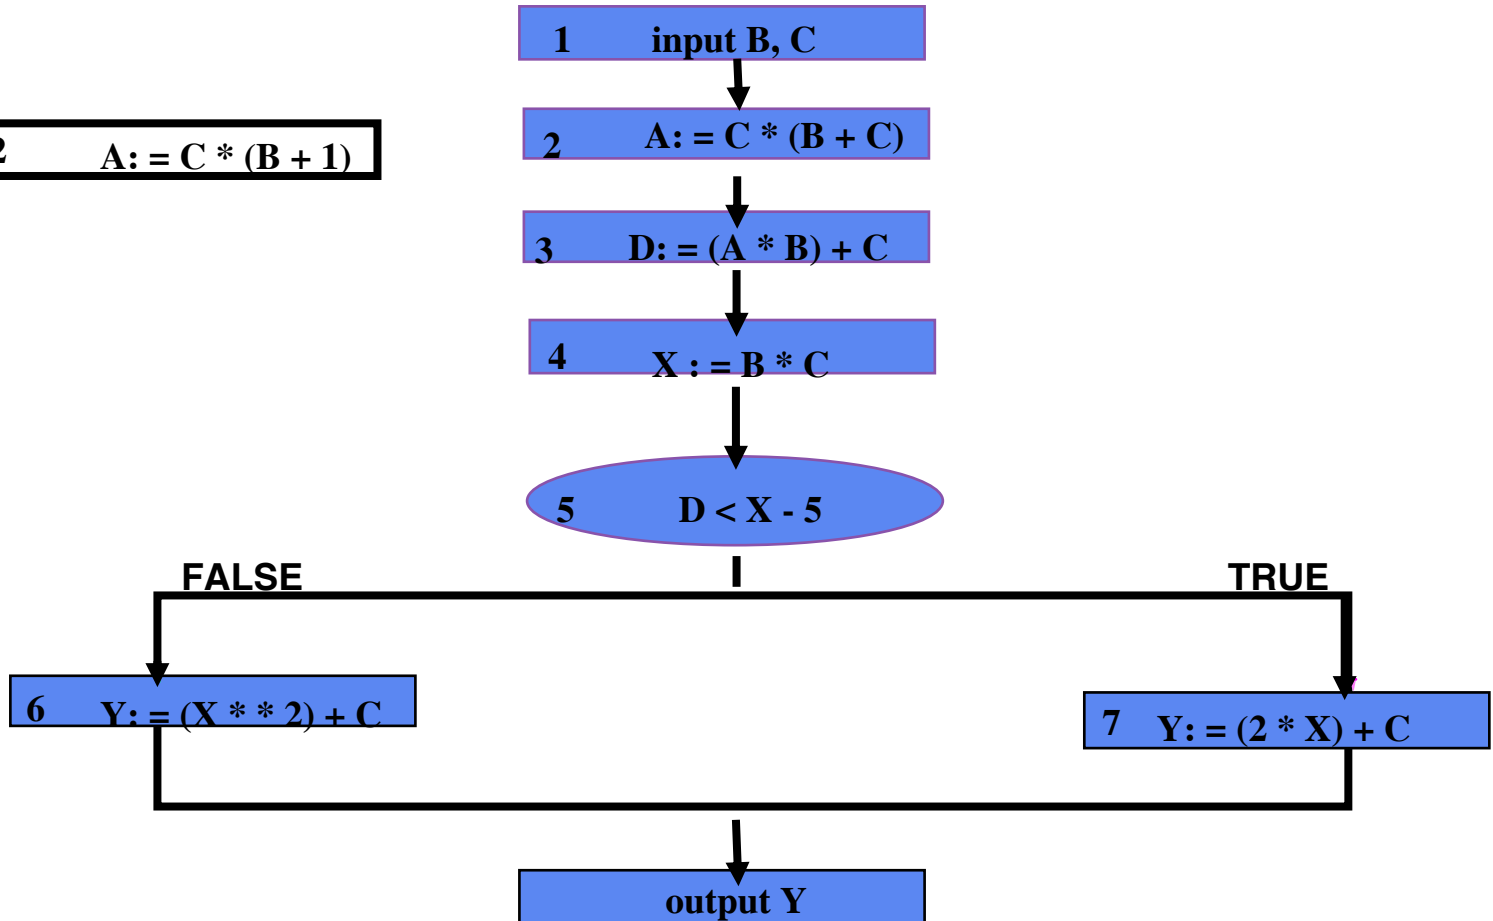 1 input B, C
2 A: = C * (B + 1)
2 A: = C * (B + C)
3 D: = (A * B) + C
4 X : = B * C
5 D < X - 5
FALSE
TRUE
6 Y: = (X * * 2) + C
7 Y: = (2 * X) + C
output Y